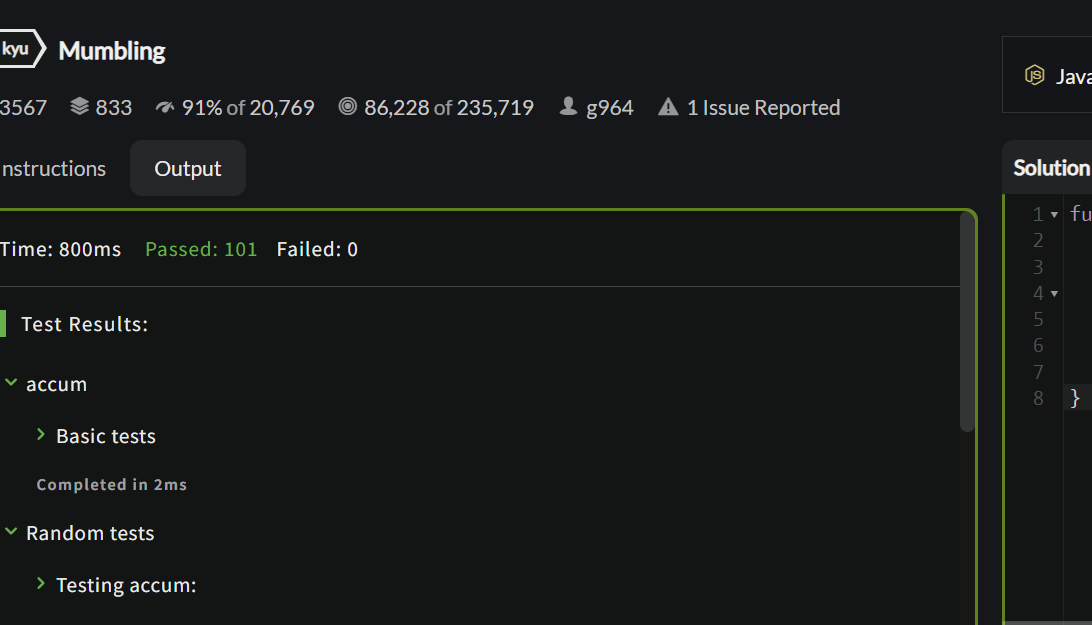 kyu Mumbling
3567 833 91% of 20,769 86,228 of 235,719 g964 1 Issue Reported
nstructions Output
Time: 800ms Passed: 101 Failed: 0
Test Results:
accum
Basic tests
Completed in 2ms
Random tests
Testing accum:
JS Java
Solution
1 fu
2
3
4
5
6
7
8 }